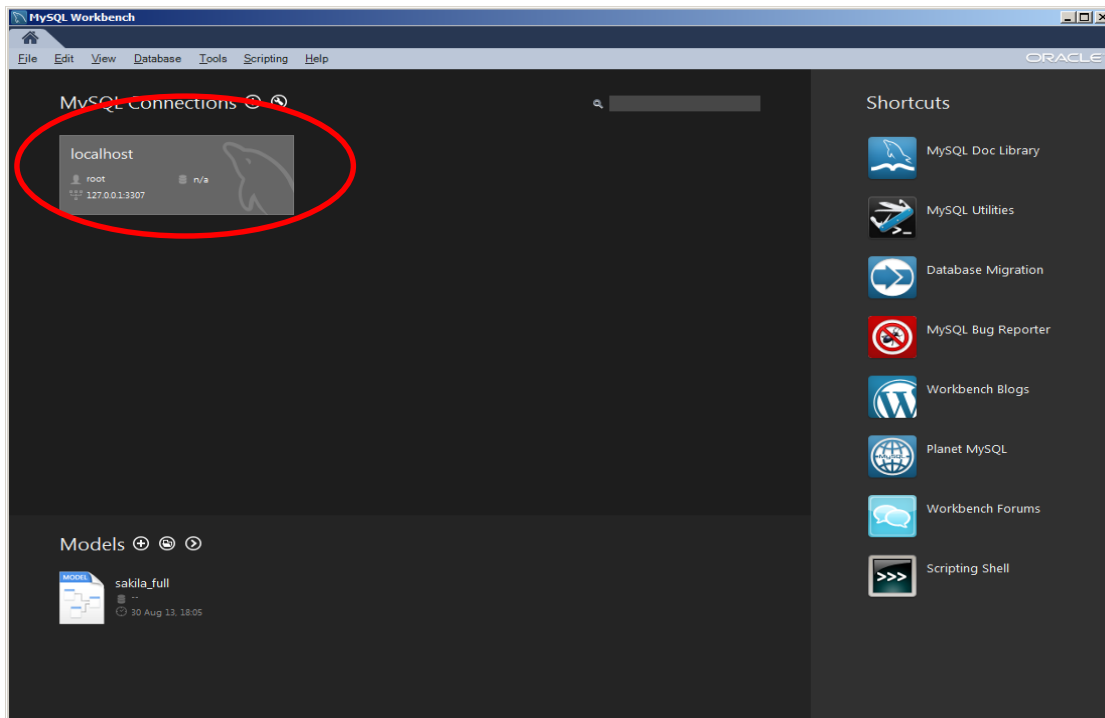 MySQL Workbench
File Edit View Database Tools Scripting Help
ORACLE
MySQL Connections
localhost
root n/a
127.0.0.1:3307
Shortcuts
MySQL Doc Library
MySQL Utilities
Database Migration
MySQL Bug Reporter
Workbench Blogs
Planet MySQL
Workbench Forums
>>> Scripting Shell
Models
MODEL
sakila_full
--
30 Aug 13, 18:05